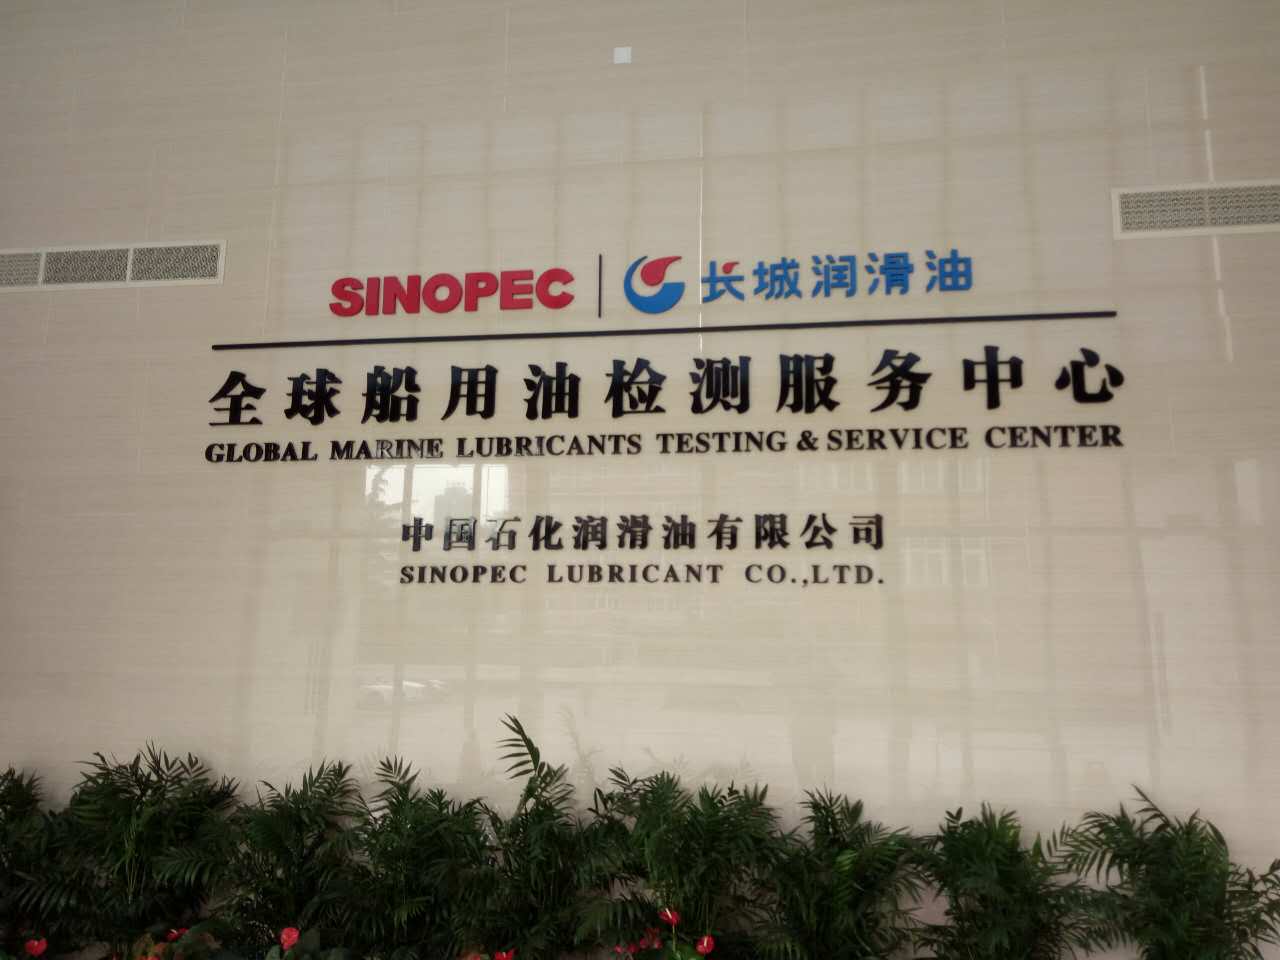 SINOPEC 长城润滑油
全球船用油检测服务中心
GLOBAL MARINE LUBRICANTS TESTING & SERVICE CENTER
中国石化润滑油有限公司
SINOPEC LUBRICANT CO.,LTD.